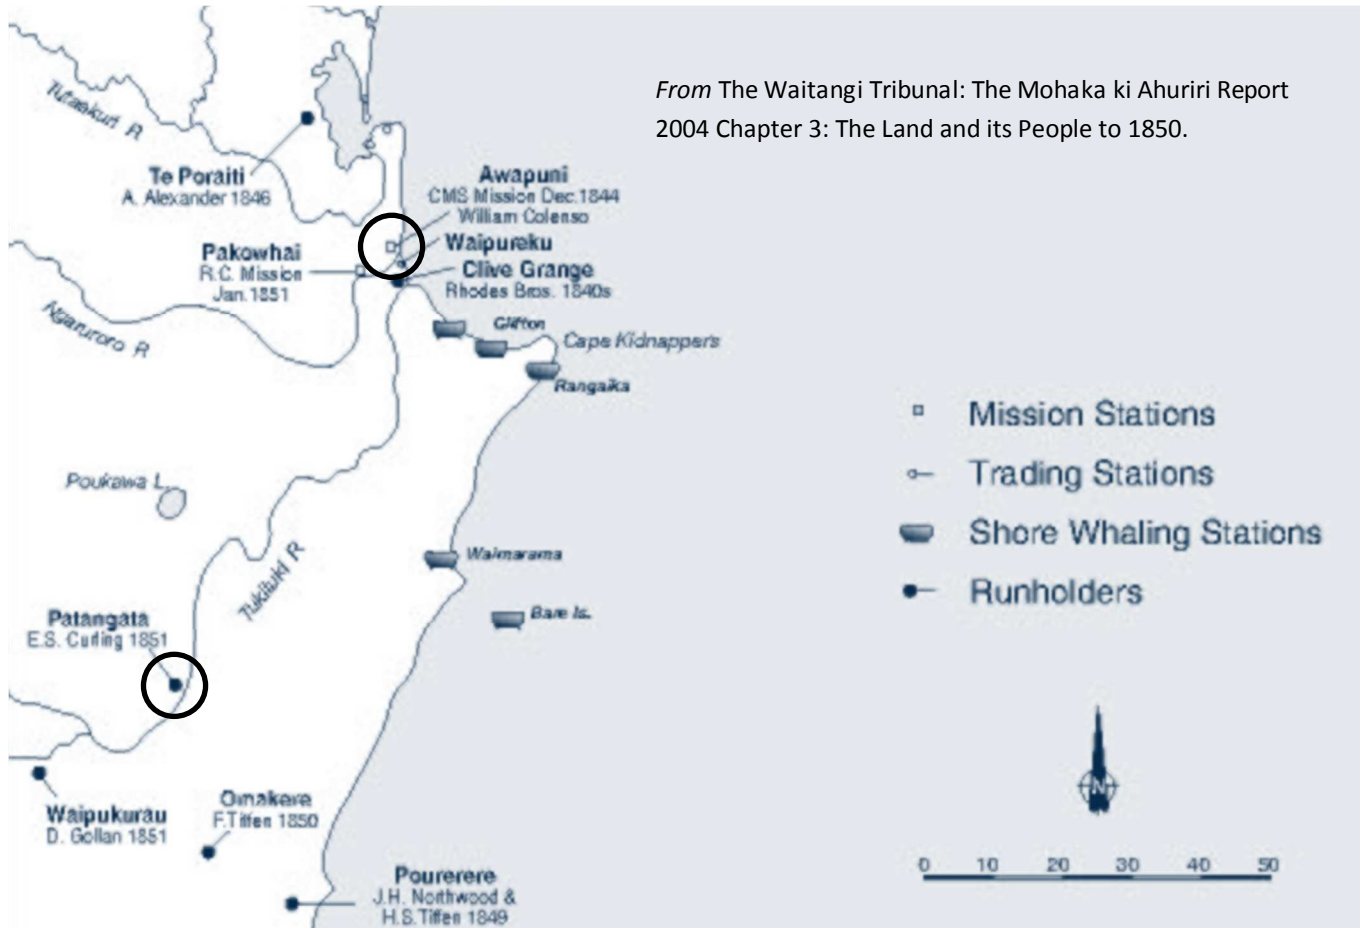 From The Waitangi Tribunal: The Mohaka ki Ahuriri Report
2004 Chapter 3: The Land and its People to 1850.
Tutaekuri R
Te Poraiti
A. Alexander 1846
Awapuni
CMS Mission Dec.1844
William Colenso
Waipureku
Pakowhai
R.C. Mission
Jan.1851
Clive Grange
Rhodes Bros. 1840s
Ngaruroro R
Clifton
Cape Kidnappers
Rangaika
Mission Stations
Trading Stations
Shore Whaling Stations
Runholders
Poukawa L.
Tukituki R
Waimarama
Bare Is.
Patangata
E.S. Curling 1851
Waipukurau
D. Gollan 1851
Omakere
F.Tiffen 1850
Pourerere
J.H. Northwood &
H.S.Tiffen 1849
N
0 10 20 30 40 50